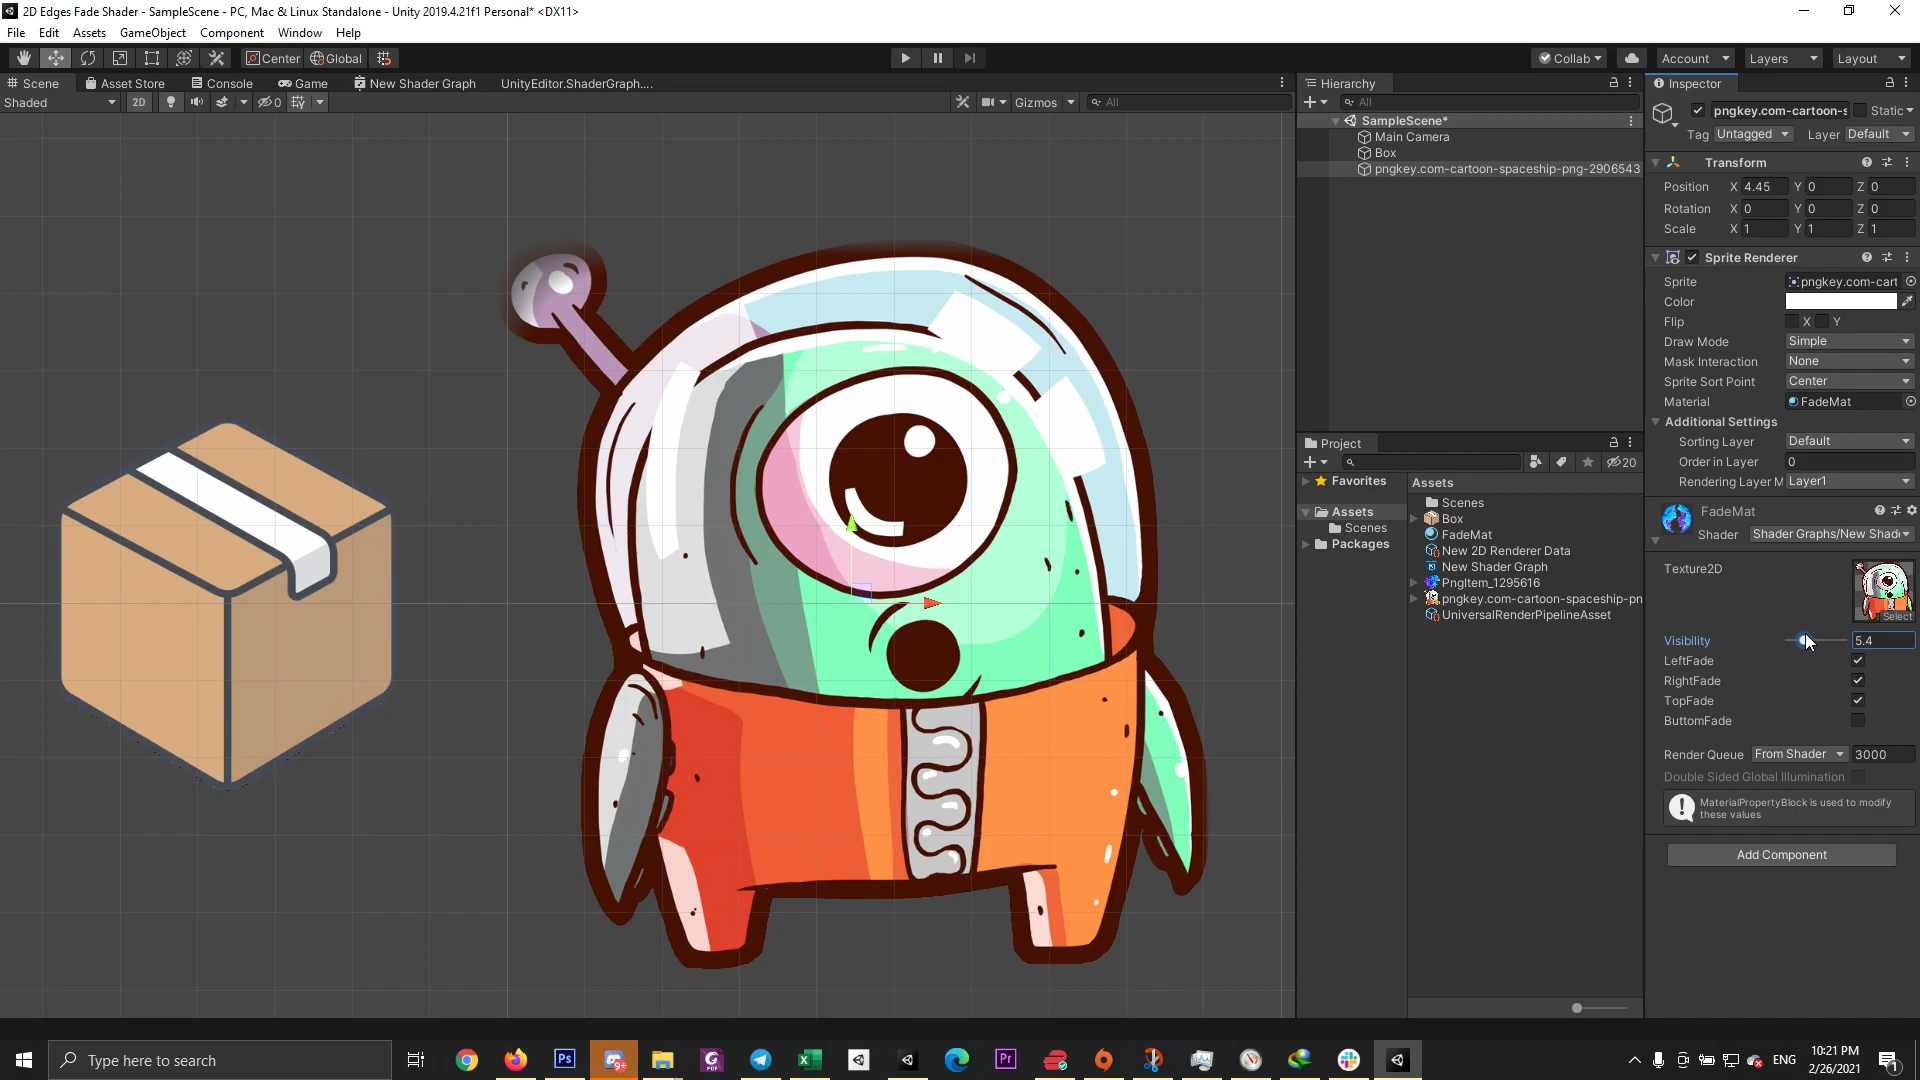 2D Edges Fade Shader - SampleScene - PC, Mac & Linux Standalone - Unity 2019.4.21f1 Personal* <DX11>
File Edit Assets GameObject Component Window Help
Center Global Collab Account Layers Layout
Scene Asset Store Console Game New Shader Graph UnityEditor.ShaderGraph....
Shaded 2D 0 Gizmos All
Hierarchy
All
SampleScene*
Main Camera
Box
pngkey.com-cartoon-spaceship-png-2906543
Project
20
Favorites
Assets
Scenes
Packages
Assets
Scenes
Box
FadeMat
New 2D Renderer Data
New Shader Graph
PngItem_1295616
pngkey.com-cartoon-spaceship-pn
UniversalRenderPipelineAsset
Inspector
pngkey.com-cartoon-s Static
Tag Untagged Layer Default
Transform
Position X 4.45 Y 0 Z 0
Rotation X 0 Y 0 Z 0
Scale X 1 Y 1 Z 1
Sprite Renderer
Sprite pngkey.com-cart
Color
Flip X Y
Draw Mode Simple
Mask Interaction None
Sprite Sort Point Center
Material FadeMat
Additional Settings
Sorting Layer Default
Order in Layer 0
Rendering Layer M Layer1
FadeMat
Shader Shader Graphs/New Shade
Texture2D
Select
Visibility 5.4
LeftFade
RightFade
TopFade
ButtomFade
Render Queue From Shader 3000
Double Sided Global Illumination
MaterialPropertyBlock is used to modify
these values
Add Component
Type here to search
Ps
9+
PDF
Pr
ENG
10:21 PM
2/26/2021
1